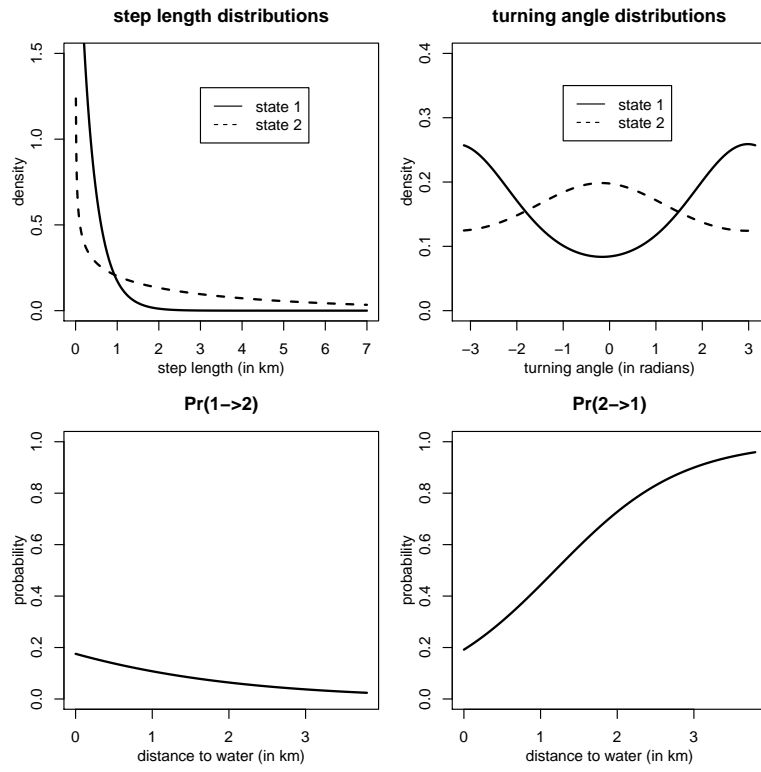 step length distributions
density
1.5
1.0
0.5
0.0
state 1
state 2
0 1 2 3 4 5 6 7
step length (in km)
turning angle distributions
density
0.4
0.3
0.2
0.1
0.0
state 1
state 2
−3 −2 −1 0 1 2 3
turning angle (in radians)
Pr(1−>2)
probability
1.0
0.8
0.6
0.4
0.2
0.0
0 1 2 3
distance to water (in km)
Pr(2−>1)
probability
1.0
0.8
0.6
0.4
0.2
0.0
0 1 2 3
distance to water (in km)